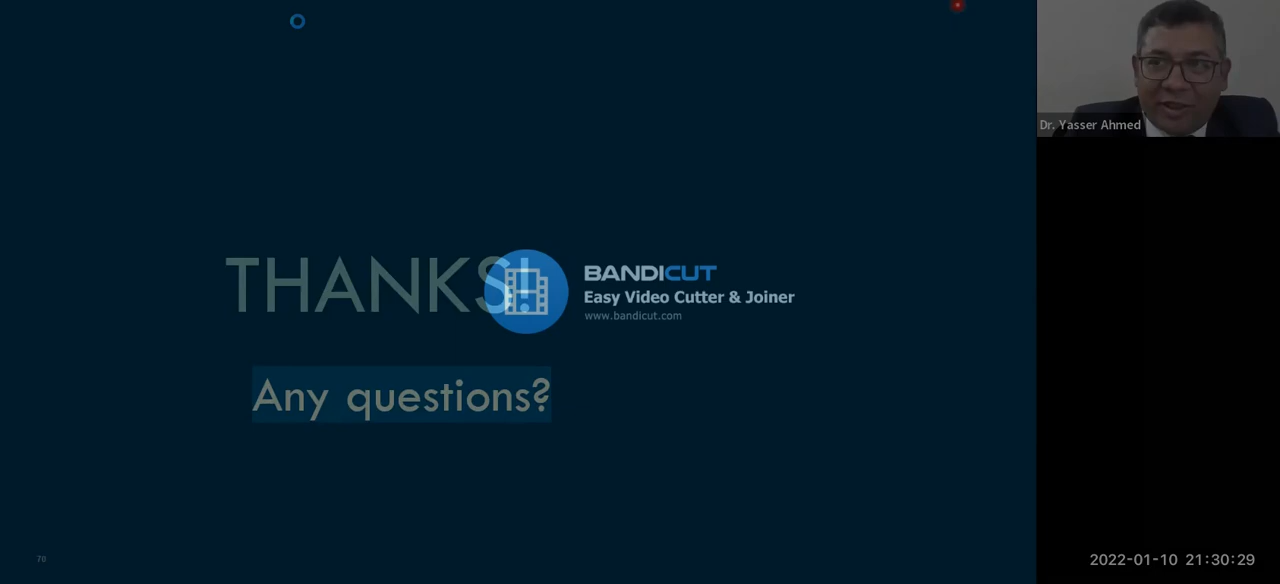 Dr. Yasser Ahmed
THANKS!
BANDICUT
Easy Video Cutter & Joiner
www.bandicut.com
Any questions?
70
2022-01-10 21:30:29